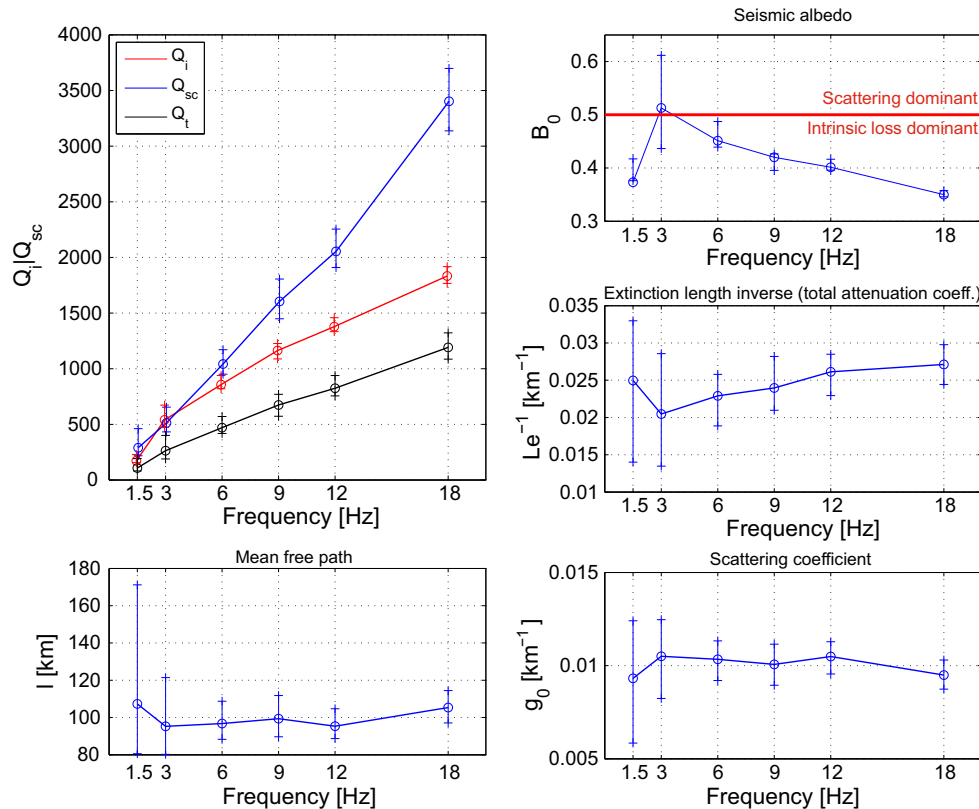 4000
3500
3000
2500
2000
1500
1000
500
0
Q_i|Q_sc
Q_i
Q_sc
Q_t
1.5 3 6 9 12 18
Frequency [Hz]
Seismic albedo
0.6
0.5
0.4
0.3
B_0
Scattering dominant
Intrinsic loss dominant
1.5 3 6 9 12 18
Frequency [Hz]
Extinction length inverse (total attenuation coeff.)
0.035
0.03
0.025
0.02
0.015
0.01
Le^−1 [km^−1]
1.5 3 6 9 12 18
Frequency [Hz]
Mean free path
180
160
140
120
100
80
l [km]
1.5 3 6 9 12 18
Frequency [Hz]
Scattering coefficient
0.015
0.01
0.005
g_0 [km^−1]
1.5 3 6 9 12 18
Frequency [Hz]